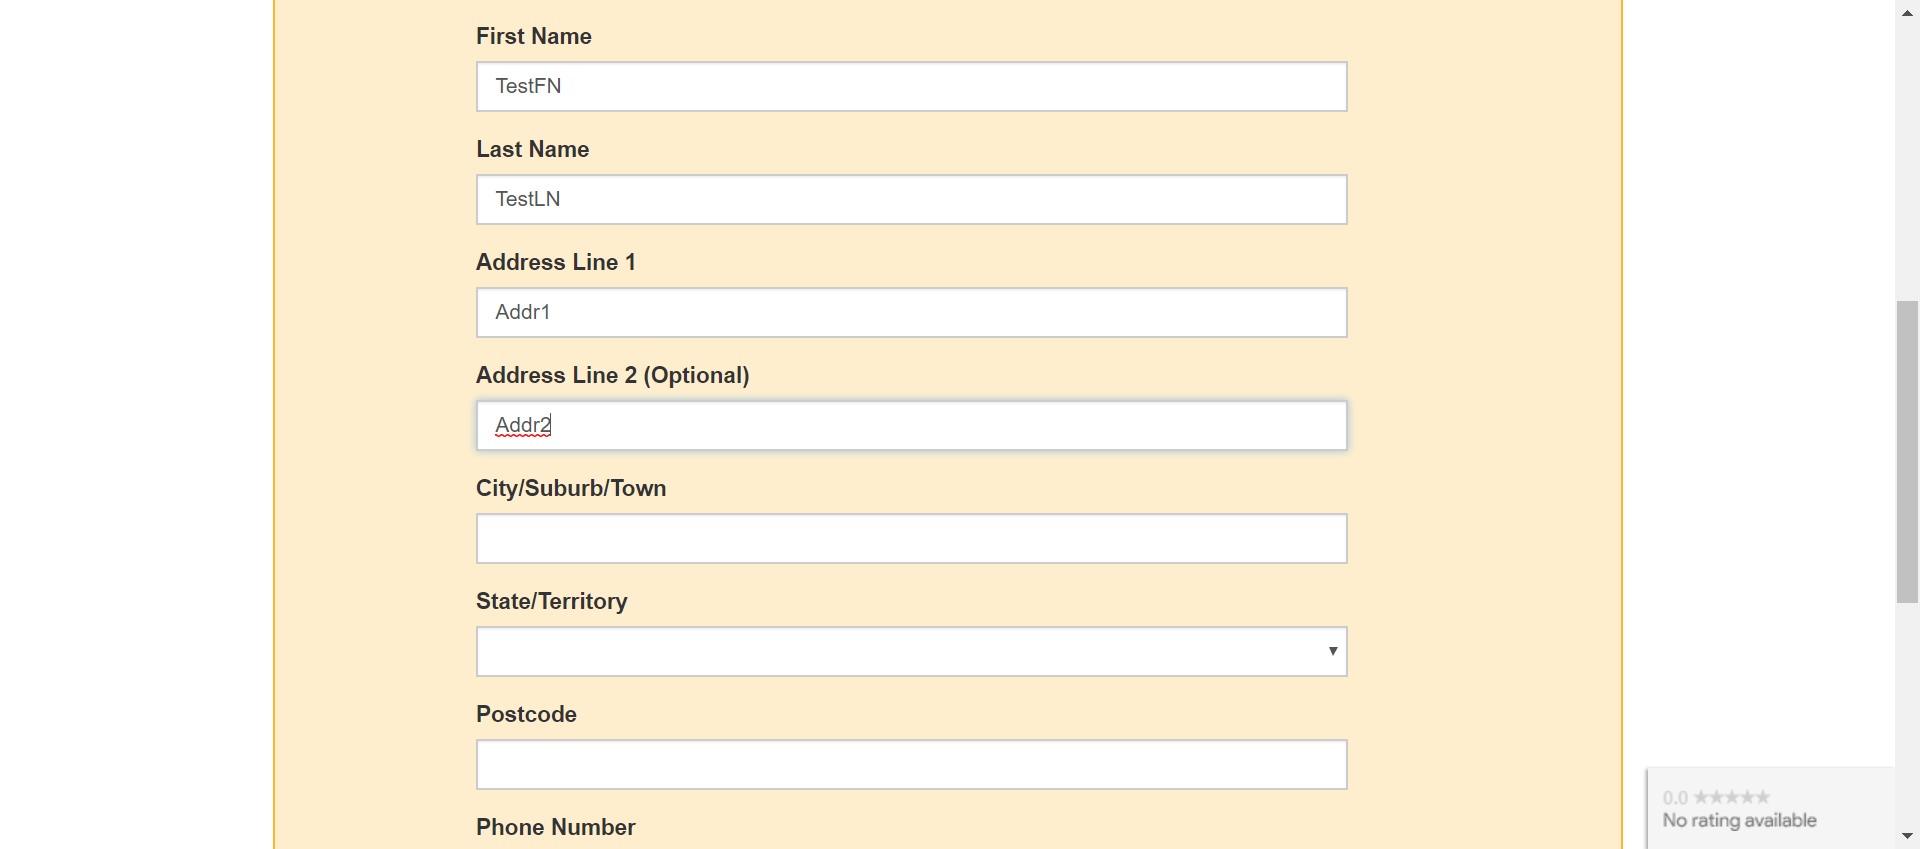 First Name
TestFN
Last Name
TestLN
Address Line 1
Addr1
Address Line 2 (Optional)
Addr2
City/Suburb/Town
State/Territory
Postcode
Phone Number
0.0 ★★★★★
No rating available